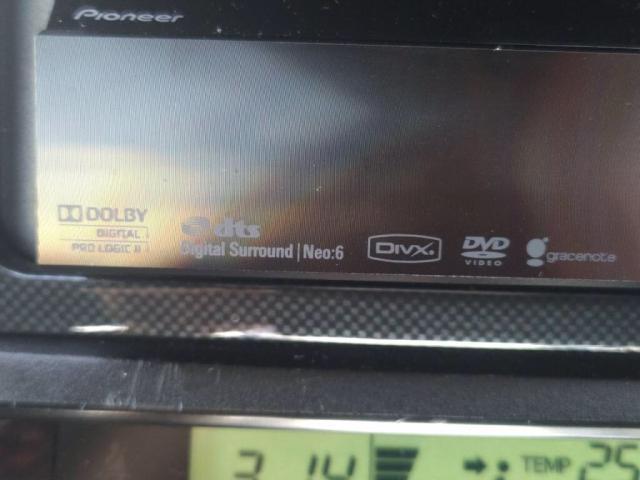 Pioneer
DOLBY
DIGITAL
PRO LOGIC II
dts
Digital Surround | Neo:6
DIVX.
DVD
VIDEO
gracenote
3 14
TEMP 25